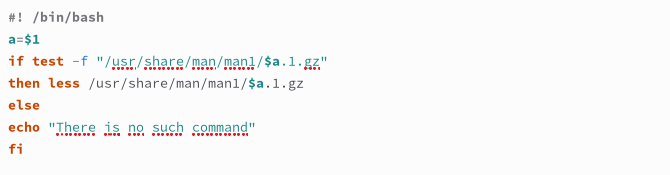 #! /bin/bash
a=$1
if test -f "/usr/share/man/man1/$a.1.gz"
then less /usr/share/man/man1/$a.1.gz
else
echo "There is no such command"
fi